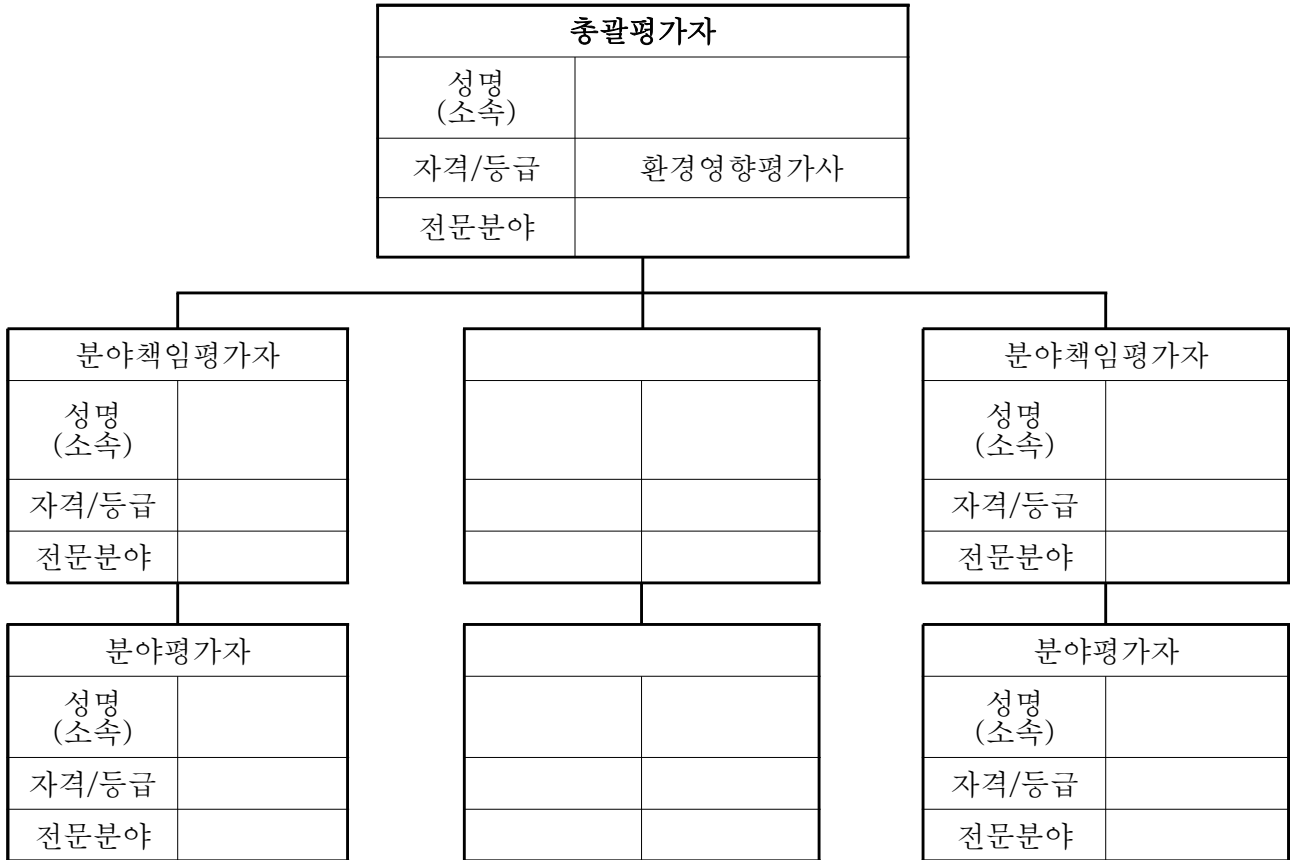 총괄평가자
성명
(소속)
자격/등급 환경영향평가사
전문분야
분야책임평가자 분야책임평가자
성명 성명
(소속) (소속)
자격/등급 자격/등급
전문분야 전문분야
분야평가자 분야평가자
성명 성명
(소속) (소속)
자격/등급 자격/등급
전문분야 전문분야